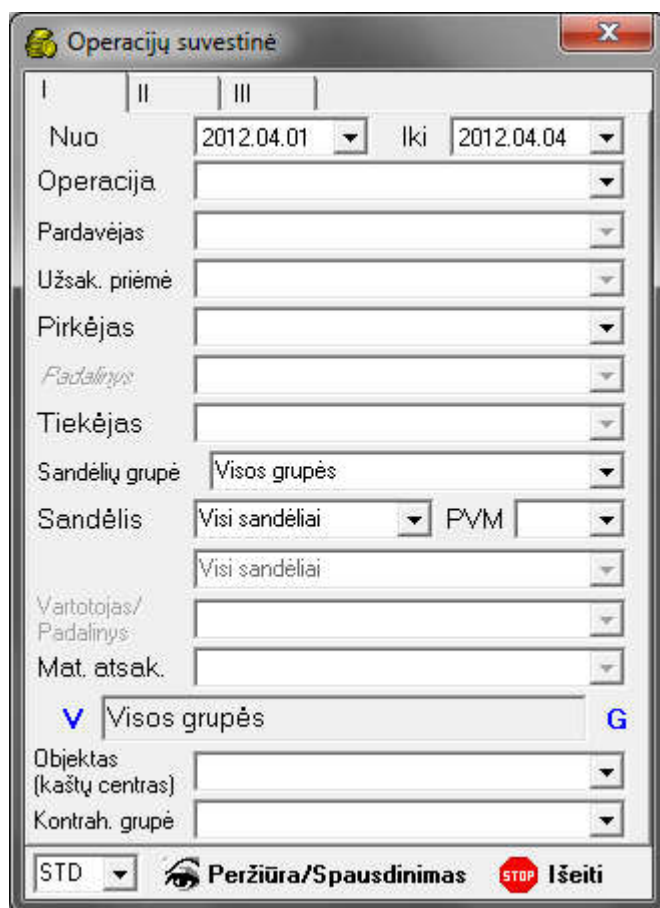 Operacijų suvestinė
I II III
Nuo 2012.04.01 Iki 2012.04.04
Operacija
Pardavėjas
Užsak. priėmė
Pirkėjas
Padalinys
Tiekėjas
Sandėlių grupė Visos grupės
Sandėlis Visi sandėliai PVM
Visi sandėliai
Vartotojas/
Padalinys
Mat. atsak.
V Visos grupės G
Objektas
(kaštų centras)
Kontrah. grupė
STD Peržiūra/Spausdinimas STOP Išeiti